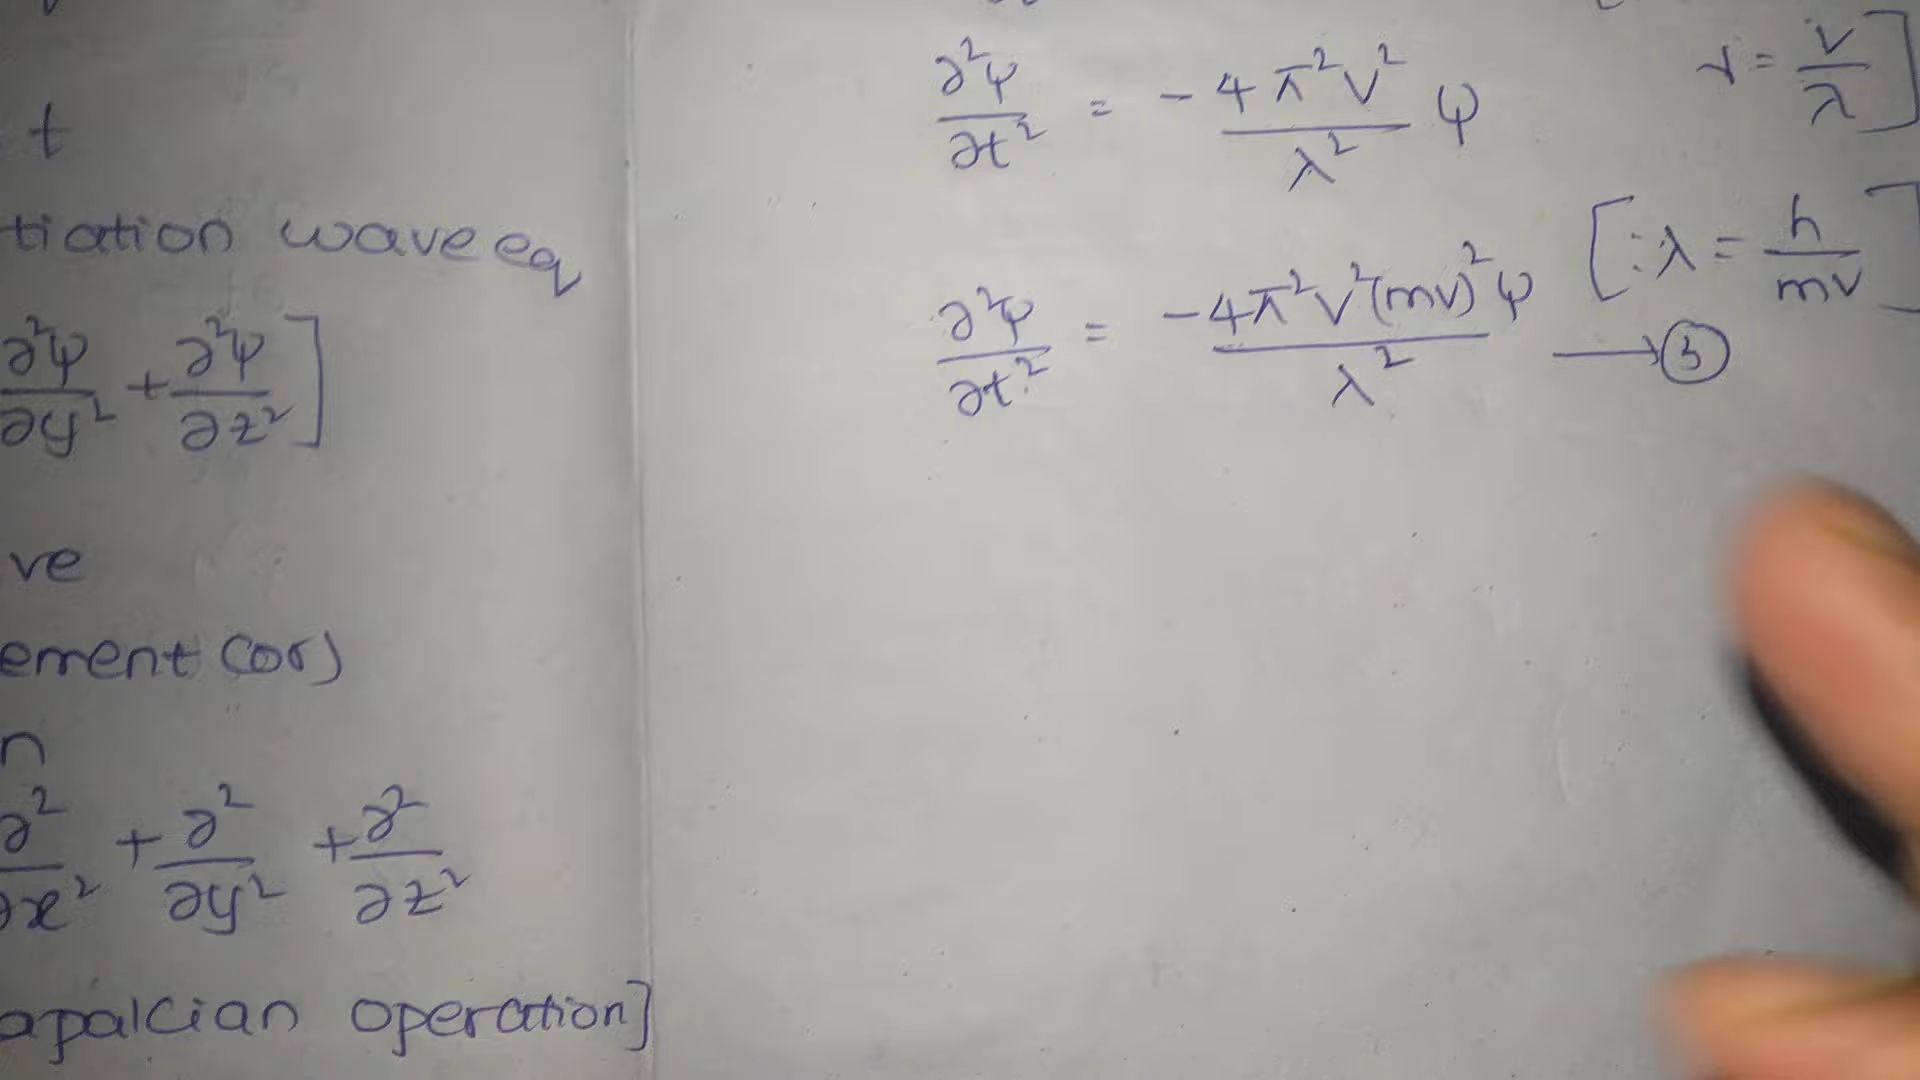 t
tiation wave eq
∂²ψ/∂y² + ∂²ψ/∂z² ]
ve
ement (or)
n
∂²/∂x² + ∂²/∂y² + ∂²/∂z²
apalcian operation]
∂²ψ/∂t² = - 4π²v²/λ² ψ
ν = v/λ ]
∂²ψ/∂t² = -4π²v²(mv)²ψ/λ² → ③
[∵ λ = h/mv ]